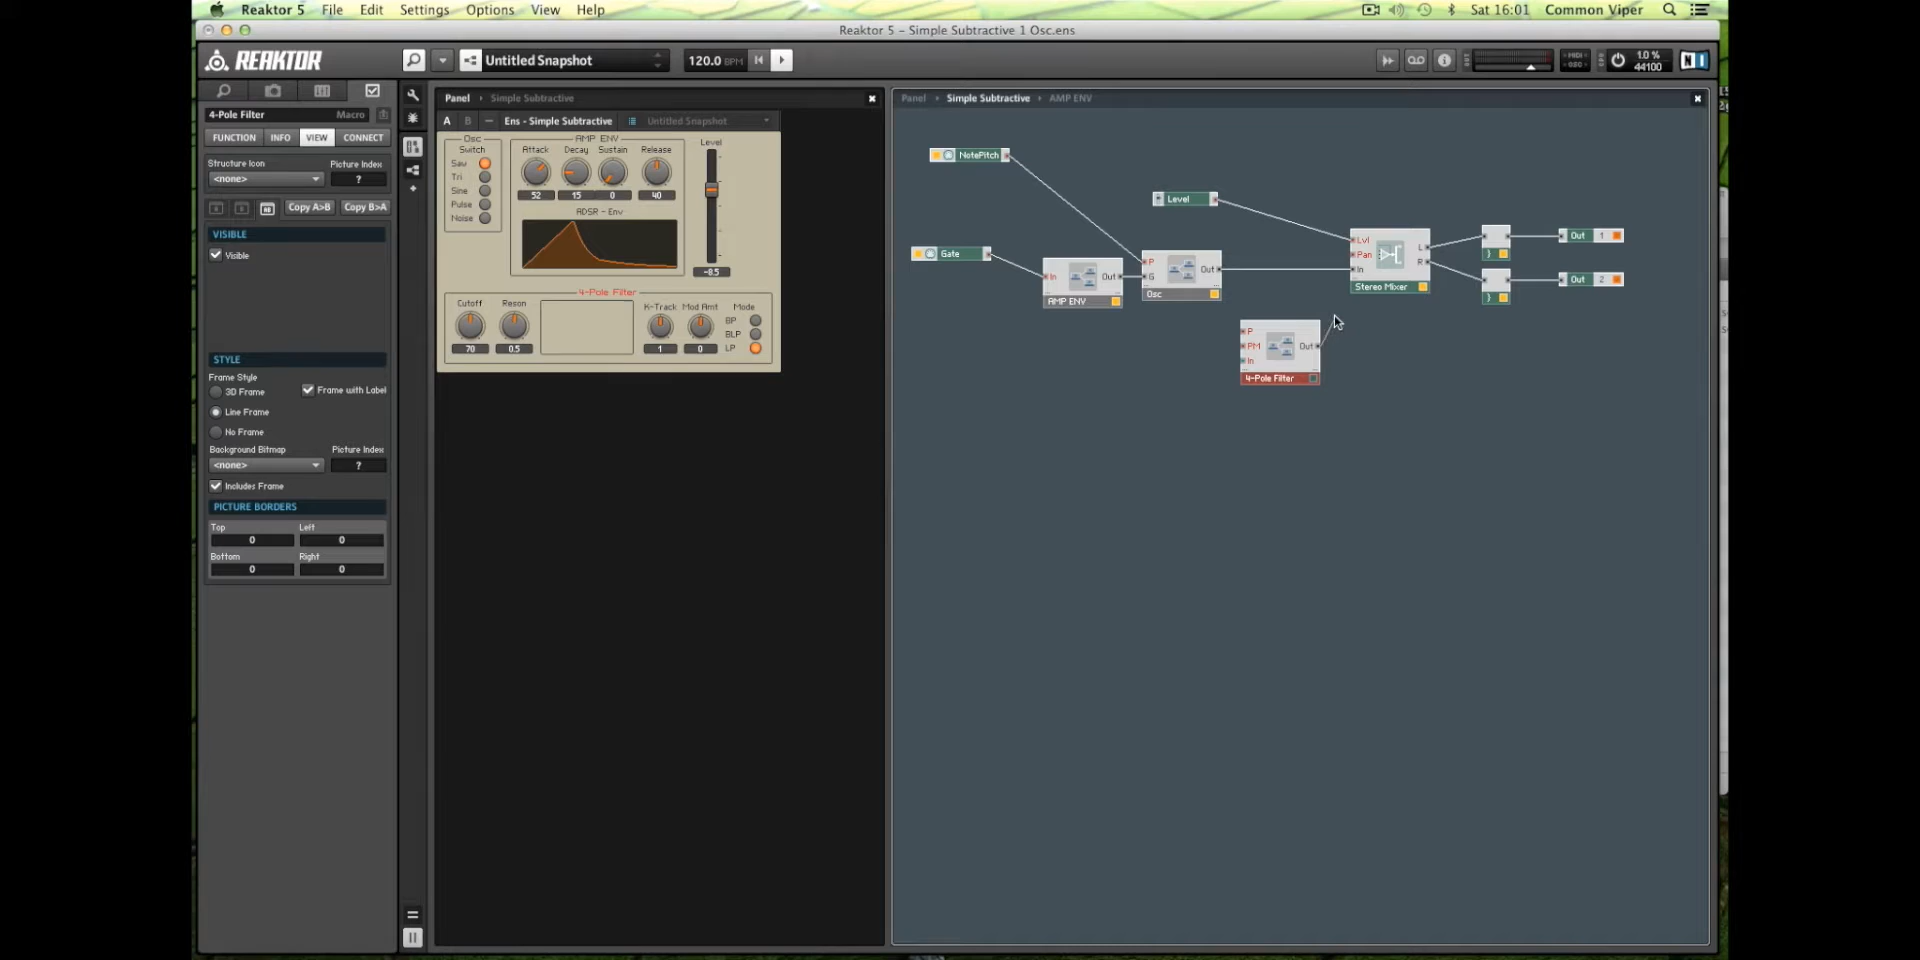 Reaktor 5 File Edit Settings Options View Help
Sat 16:01 Common Viper
Reaktor 5 – Simple Subtractive 1 Osc.ens
REAKTOR
Untitled Snapshot
120.0 BPM
MIDI
OSC
1.0 %
44100
NI
4-Pole Filter Macro
FUNCTION INFO VIEW CONNECT
Structure Icon Picture Index
<none> ?
AB Copy A>B Copy B>A
VISIBLE
Visible
STYLE
Frame Style
3D Frame
Frame with Label
Line Frame
No Frame
Background Bitmap Picture Index
<none> ?
Includes Frame
PICTURE BORDERS
Top Left
0 0
Bottom Right
0 0
Panel Simple Subtractive
A B Ens - Simple Subtractive Untitled Snapshot
Osc
Switch
Saw
Tri
Sine
Pulse
Noise
AMP ENV
Attack Decay Sustain Release
52 15 0 40
ADSR - Env
Level
-8.5
4-Pole Filter
Cutoff Reson K-Track Mod Amt Mode
BP
BLP
LP
70 0.5 1 0
Panel Simple Subtractive AMP ENV
NotePitch
Level
Gate
In Out
AMP ENV
P
G
Out
Osc
Lvl
Pan
In
L
R
Stereo Mixer
}
}
Out 1
Out 2
P
PM
In
Out
4-Pole Filter